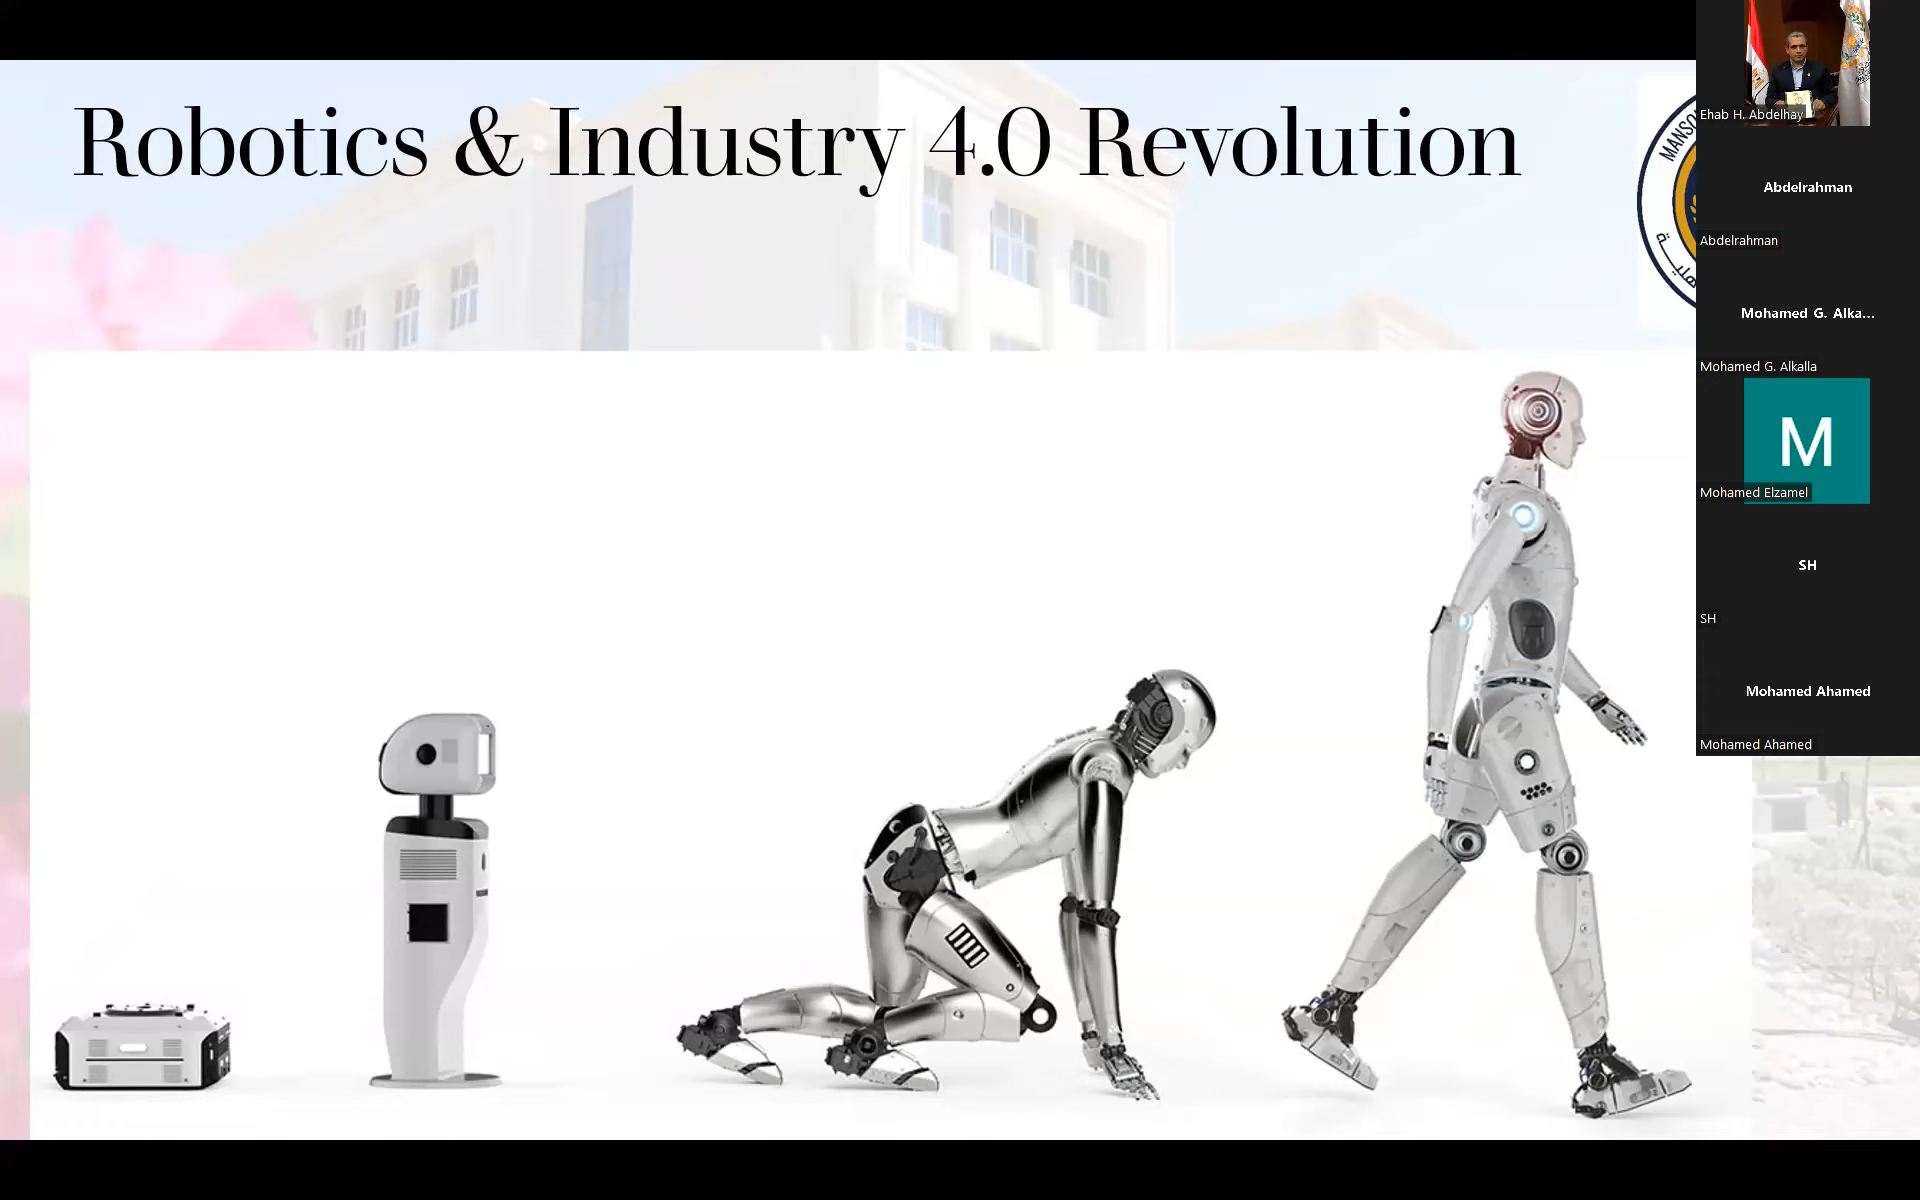 Robotics & Industry 4.0 Revolution
Ehab H. Abdelhay
Abdelrahman
Abdelrahman
Mohamed G. Alka...
Mohamed G. Alkalla
M
Mohamed Elzamel
SH
SH
Mohamed Ahamed
Mohamed Ahamed